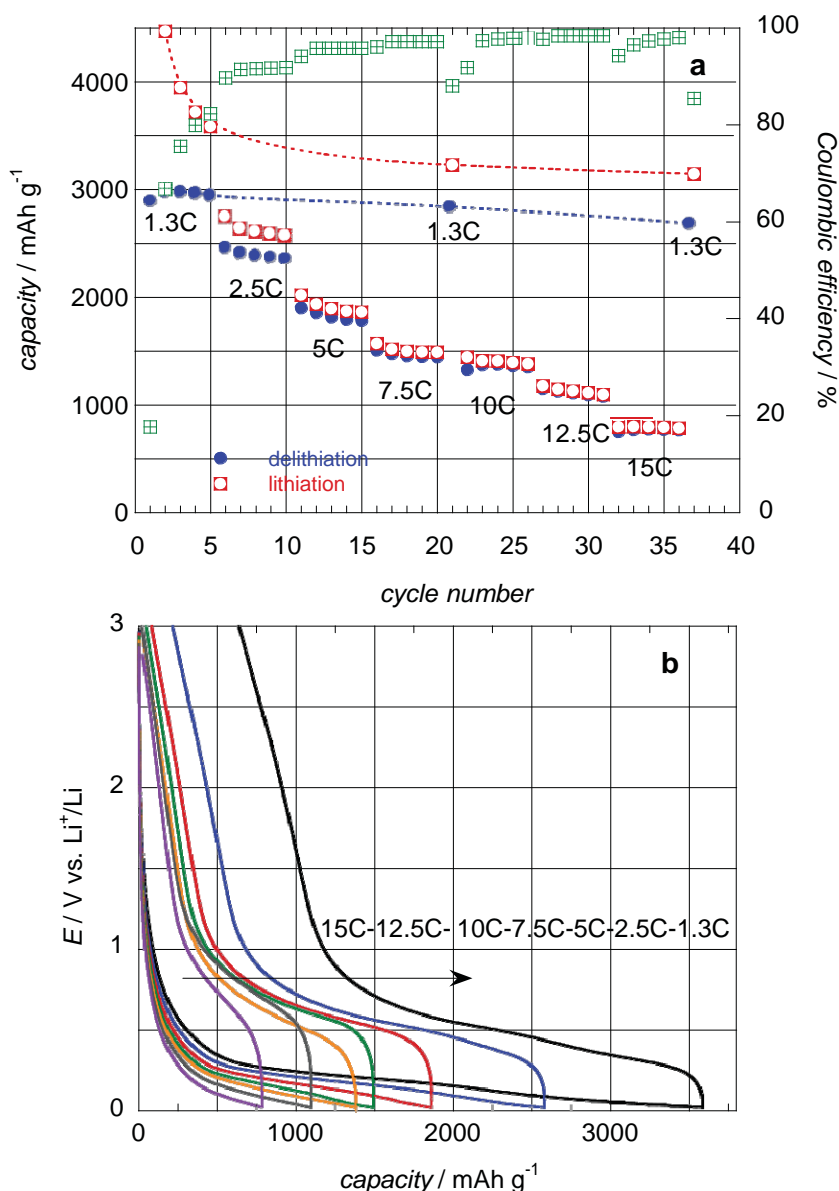 a
4000
3000
2000
1000
0
capacity / mAh g-1
100
80
60
40
20
0
Coulombic efficiency / %
1.3C
1.3C
1.3C
2.5C
5C
7.5C
10C
12.5C
15C
delithiation
lithiation
0 5 10 15 20 25 30 35 40
cycle number
b
3
2
1
0
E / V vs. Li+/Li
15C-12.5C- 10C-7.5C-5C-2.5C-1.3C
0 1000 2000 3000
capacity / mAh g-1